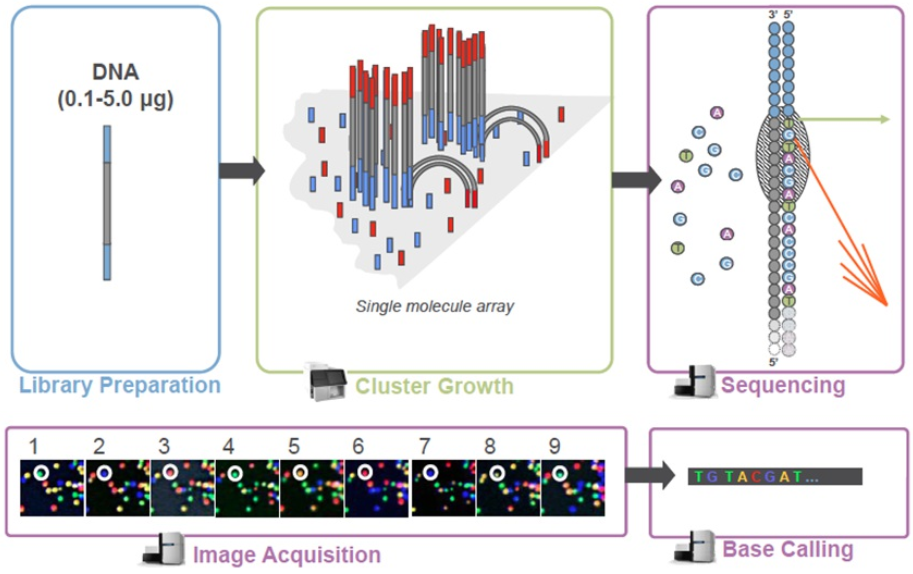 DNA
(0.1-5.0 µg)
Library Preparation
Single molecule array
Cluster Growth
3' 5'
A
C
G
T
C
A
G
T
A
G
C
T
G
T
A
C
G
A
T
C
A
C
C
C
G
A
T
5'
Sequencing
1 2 3 4 5 6 7 8 9
Image Acquisition
TGTACGAT...
Base Calling